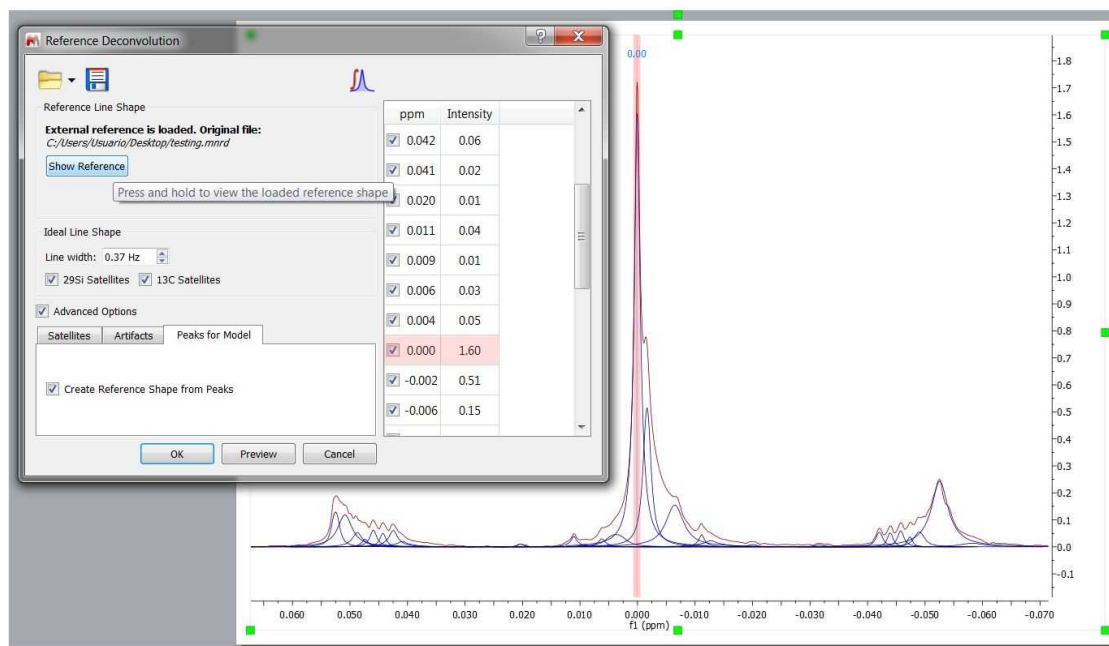 Reference Deconvolution
Reference Line Shape
External reference is loaded. Original file:
C:/Users/Usuario/Desktop/testing.mnrd
Show Reference
Press and hold to view the loaded reference shape
Ideal Line Shape
Line width: 0.37 Hz
29Si Satellites 13C Satellites
Advanced Options
Satellites Artifacts Peaks for Model
Create Reference Shape from Peaks
OK Preview Cancel
ppm Intensity
0.042 0.06
0.041 0.02
0.020 0.01
0.011 0.04
0.009 0.01
0.006 0.03
0.004 0.05
0.000 1.60
-0.002 0.51
-0.006 0.15
0.00
1.8
1.7
1.6
1.5
1.4
1.3
1.2
1.1
1.0
0.9
0.8
0.7
0.6
0.5
0.4
0.3
0.2
0.1
0.0
-0.1
0.060 0.050 0.040 0.030 0.020 0.010 0.000 -0.010 -0.020 -0.030 -0.040 -0.050 -0.060 -0.070
f1 (ppm)